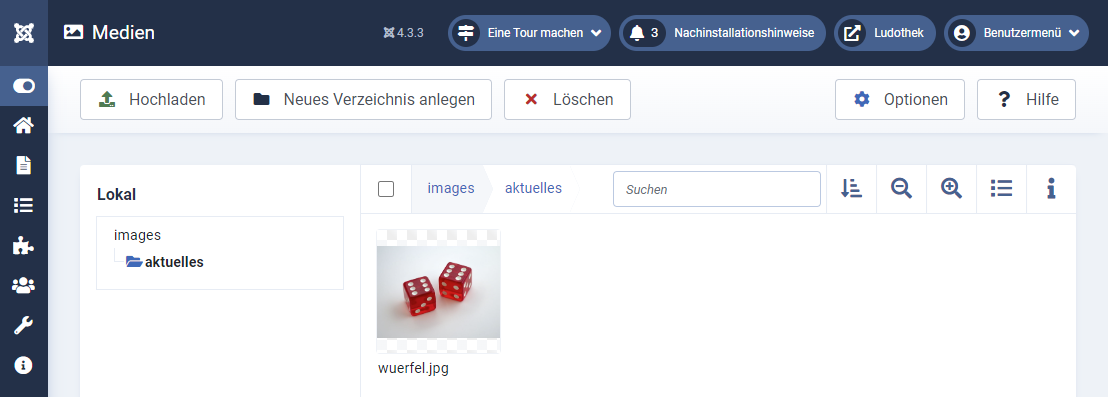 Medien
4.3.3
Eine Tour machen
3 Nachinstallationshinweise
Ludothek
Benutzermenü
Hochladen
Neues Verzeichnis anlegen
Löschen
Optionen
Hilfe
Lokal
images
aktuelles
images
aktuelles
Suchen
wuerfel.jpg